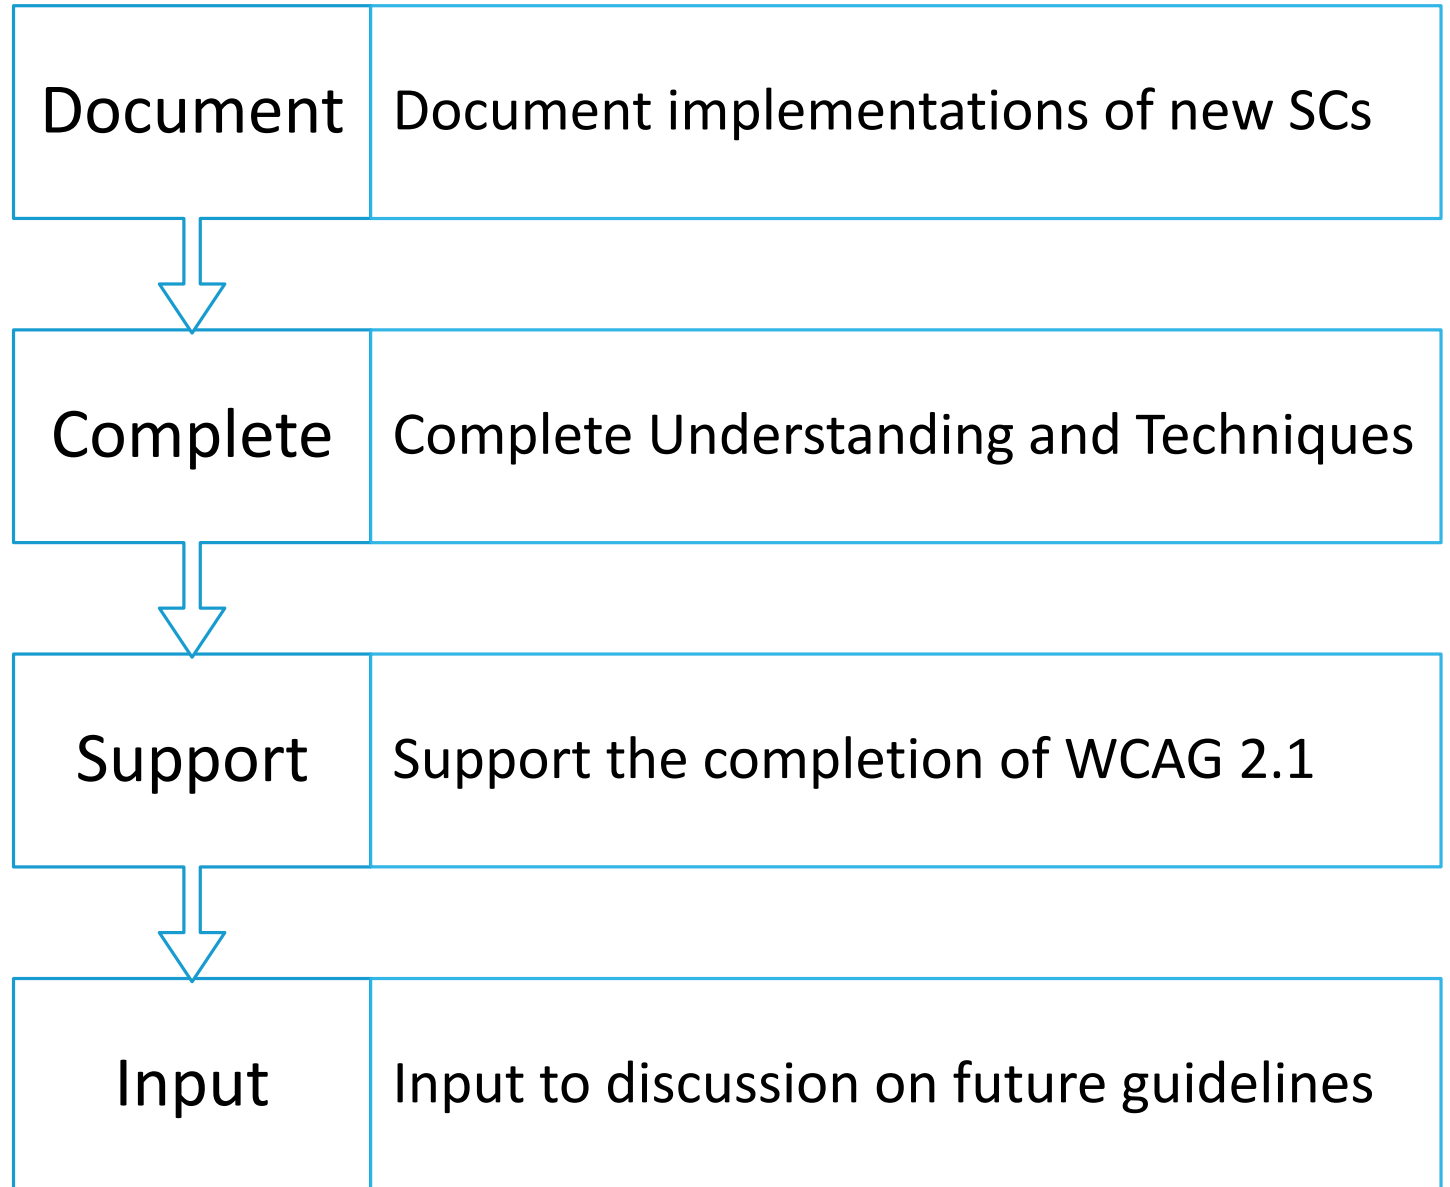 Document
Document implementations of new SCs
Complete
Complete Understanding and Techniques
Support
Support the completion of WCAG 2.1
Input
Input to discussion on future guidelines